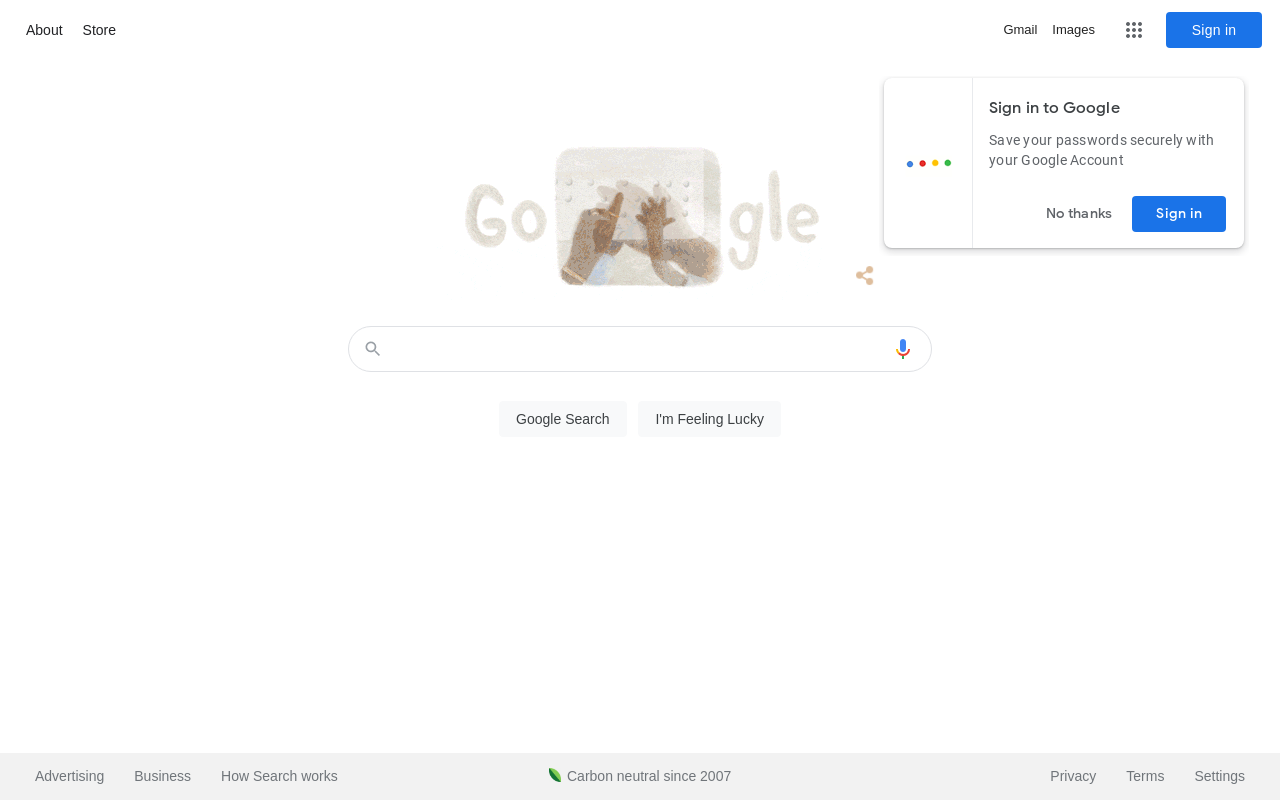 About Store
Gmail Images
Sign in
Sign in to Google
Save your passwords securely with
your Google Account
No thanks
Sign in
Go gle
Google Search
I'm Feeling Lucky
Advertising Business How Search works
Carbon neutral since 2007
Privacy Terms Settings